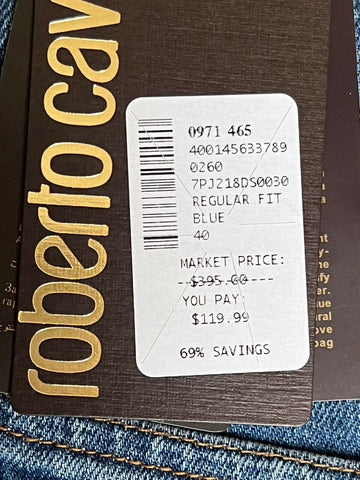 roberto cav
0971 465
400145633789
0260
7PJ218DS0030
REGULAR FIT
BLUE
40
MARKET PRICE:
$395.00
YOU PAY:
$119.99
69% SAVINGS